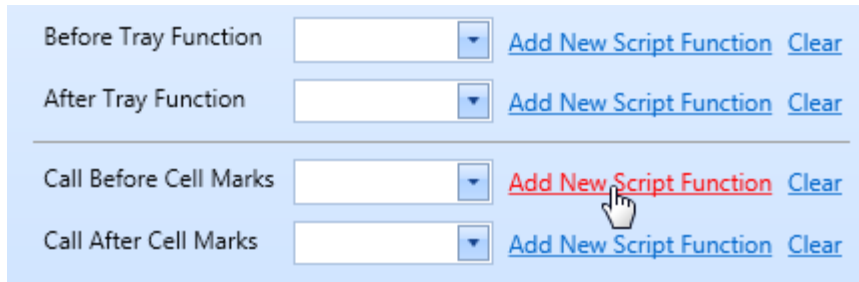 Before Tray Function Add New Script Function Clear
After Tray Function Add New Script Function Clear
Call Before Cell Marks Add New Script Function Clear
Call After Cell Marks Add New Script Function Clear